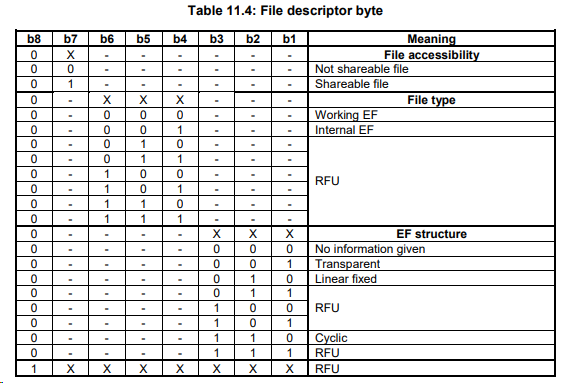 Table 11.4: File descriptor byte
b8 b7 b6 b5 b4 b3 b2 b1 Meaning
0 X - - - - - - File accessibility
0 0 - - - - - - Not shareable file
0 1 - - - - - - Shareable file
0 - X X X - - - File type
0 - 0 0 0 - - - Working EF
0 - 0 0 1 - - - Internal EF
0 - 0 1 0 - - -
0 - 0 1 1 - - -
0 - 1 0 0 - - -
RFU
0 - 1 0 1 - - -
0 - 1 1 0 - - -
0 - 1 1 1 - - -
0 - - - - X X X EF structure
0 - - - - 0 0 0 No information given
0 - - - - 0 0 1 Transparent
0 - - - - 0 1 0 Linear fixed
0 - - - - 0 1 1
0 - - - - 1 0 0 RFU
0 - - - - 1 0 1
0 - - - - 1 1 0 Cyclic
0 - - - - 1 1 1 RFU
1 X X X X X X X RFU